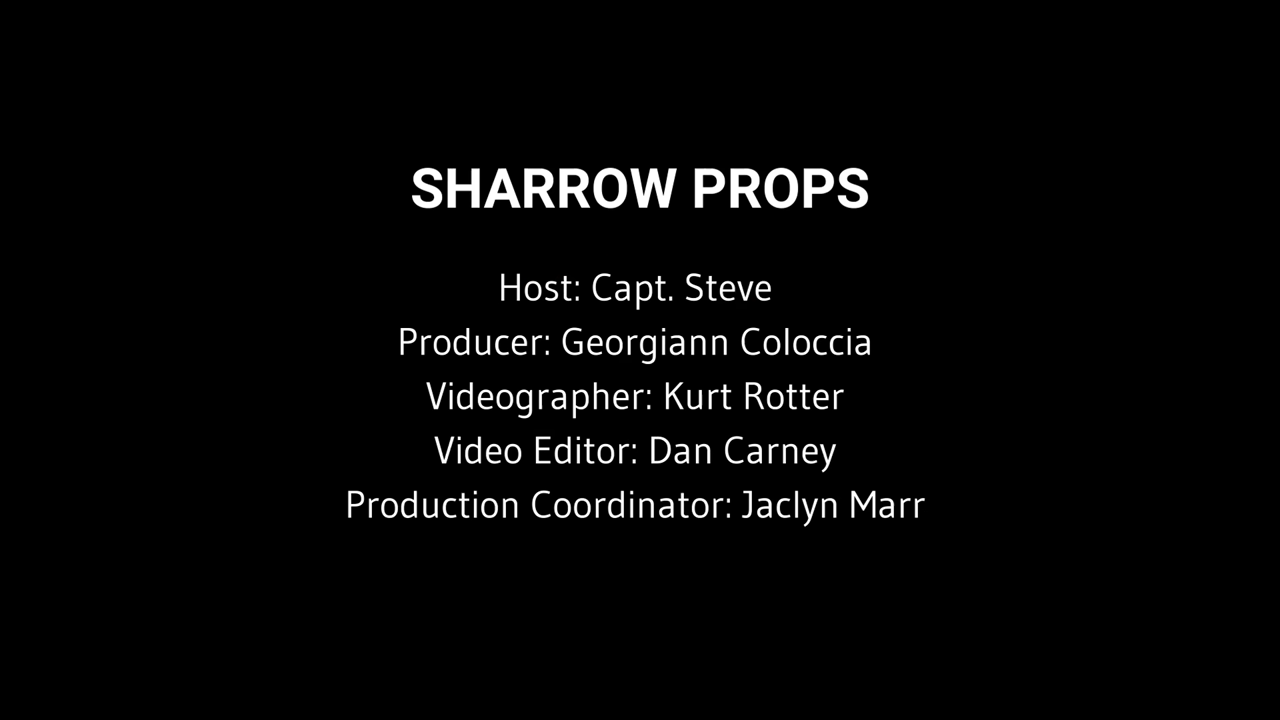 SHARROW PROPS
Host: Capt. Steve
Producer: Georgiann Coloccia
Videographer: Kurt Rotter
Video Editor: Dan Carney
Production Coordinator: Jaclyn Marr